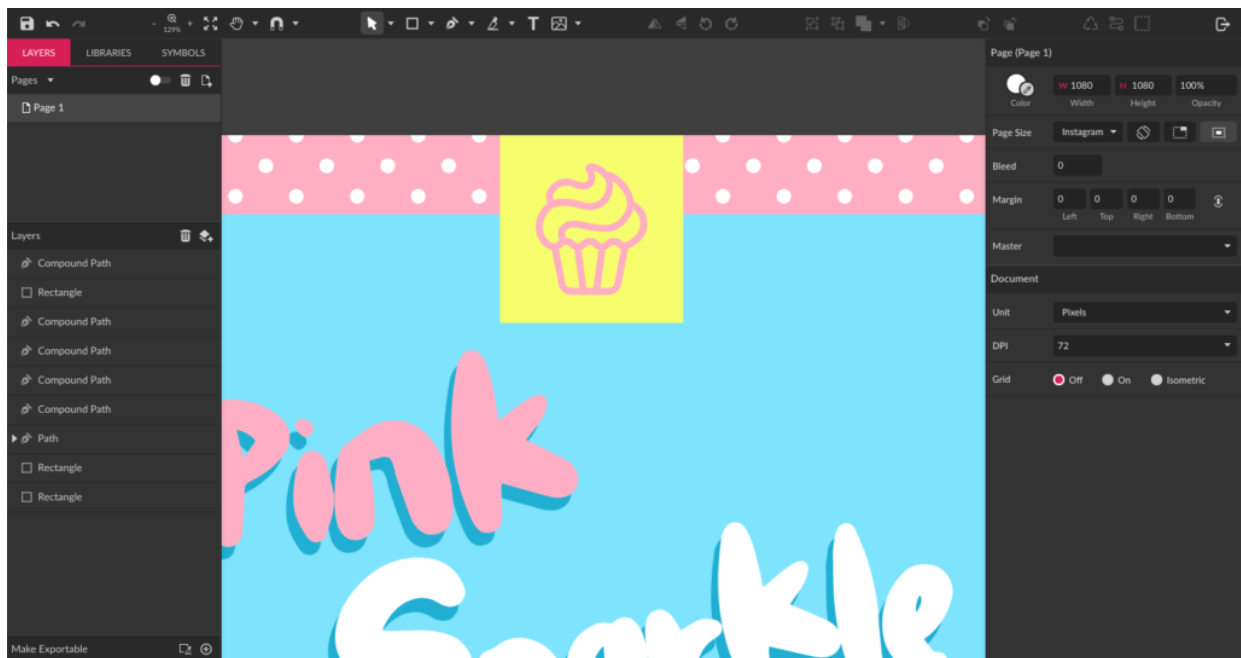 129%
LAYERS LIBRARIES SYMBOLS
Pages
Page 1
Layers
Compound Path
Rectangle
Compound Path
Compound Path
Compound Path
Compound Path
Path
Rectangle
Rectangle
Make Exportable
Pink
Sparkle
Page (Page 1)
W 1080 H 1080 100%
Color Width Height Opacity
Page Size Instagram
Bleed 0
Margin 0 0 0 0
Left Top Right Bottom
Master
Document
Unit Pixels
DPI 72
Grid Off On Isometric